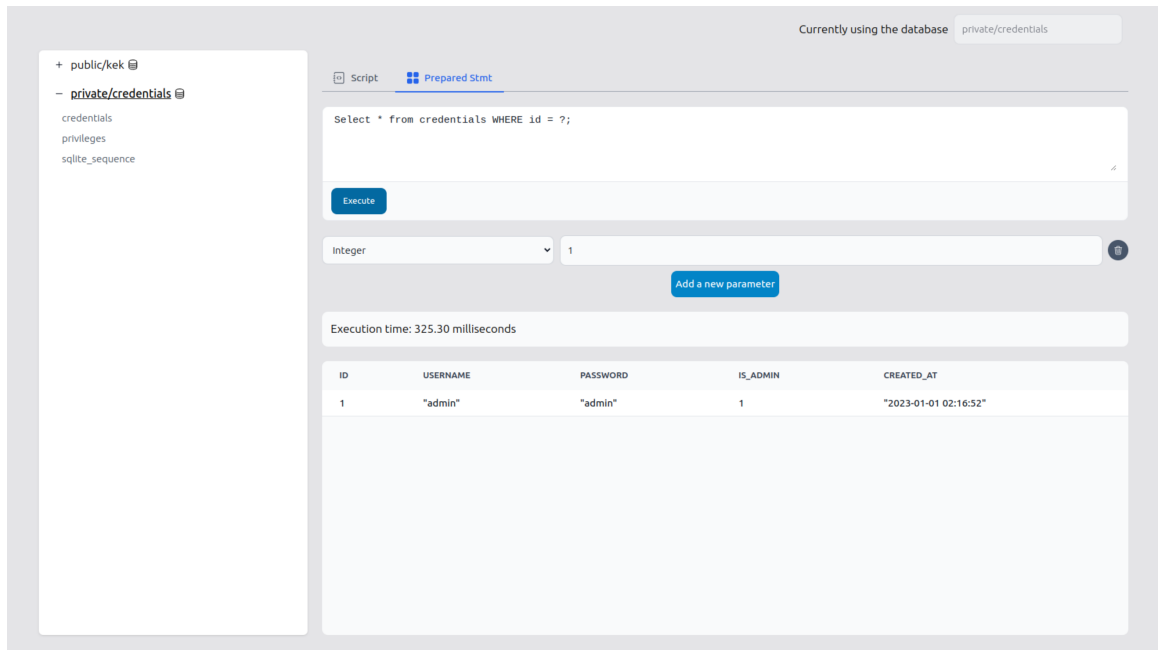 Currently using the database private/credentials
+ public/kek
– private/credentials
credentials
privileges
sqlite_sequence
Script Prepared Stmt
Select * from credentials WHERE id = ?;
Execute
Integer 1
Add a new parameter
Execution time: 325.30 milliseconds
ID USERNAME PASSWORD IS_ADMIN CREATED_AT
1 "admin" "admin" 1 "2023-01-01 02:16:52"